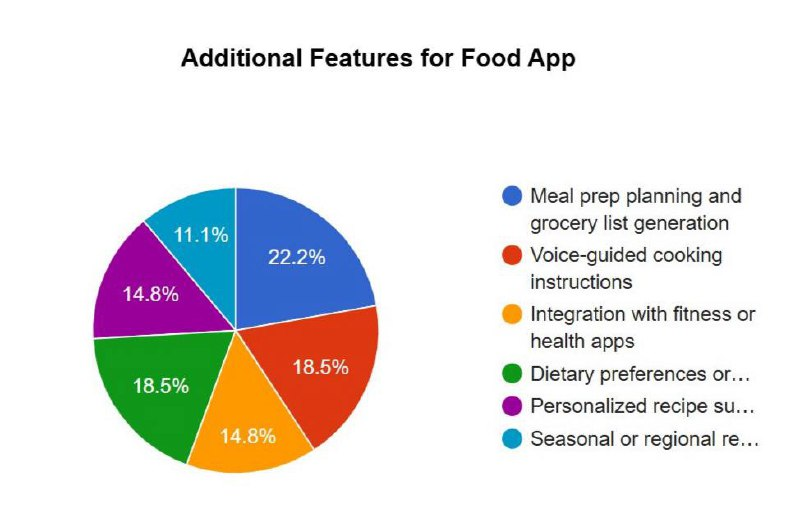 Additional Features for Food App
22.2%
18.5%
14.8%
18.5%
14.8%
11.1%
Meal prep planning and
grocery list generation
Voice-guided cooking
instructions
Integration with fitness or
health apps
Dietary preferences or...
Personalized recipe su...
Seasonal or regional re...